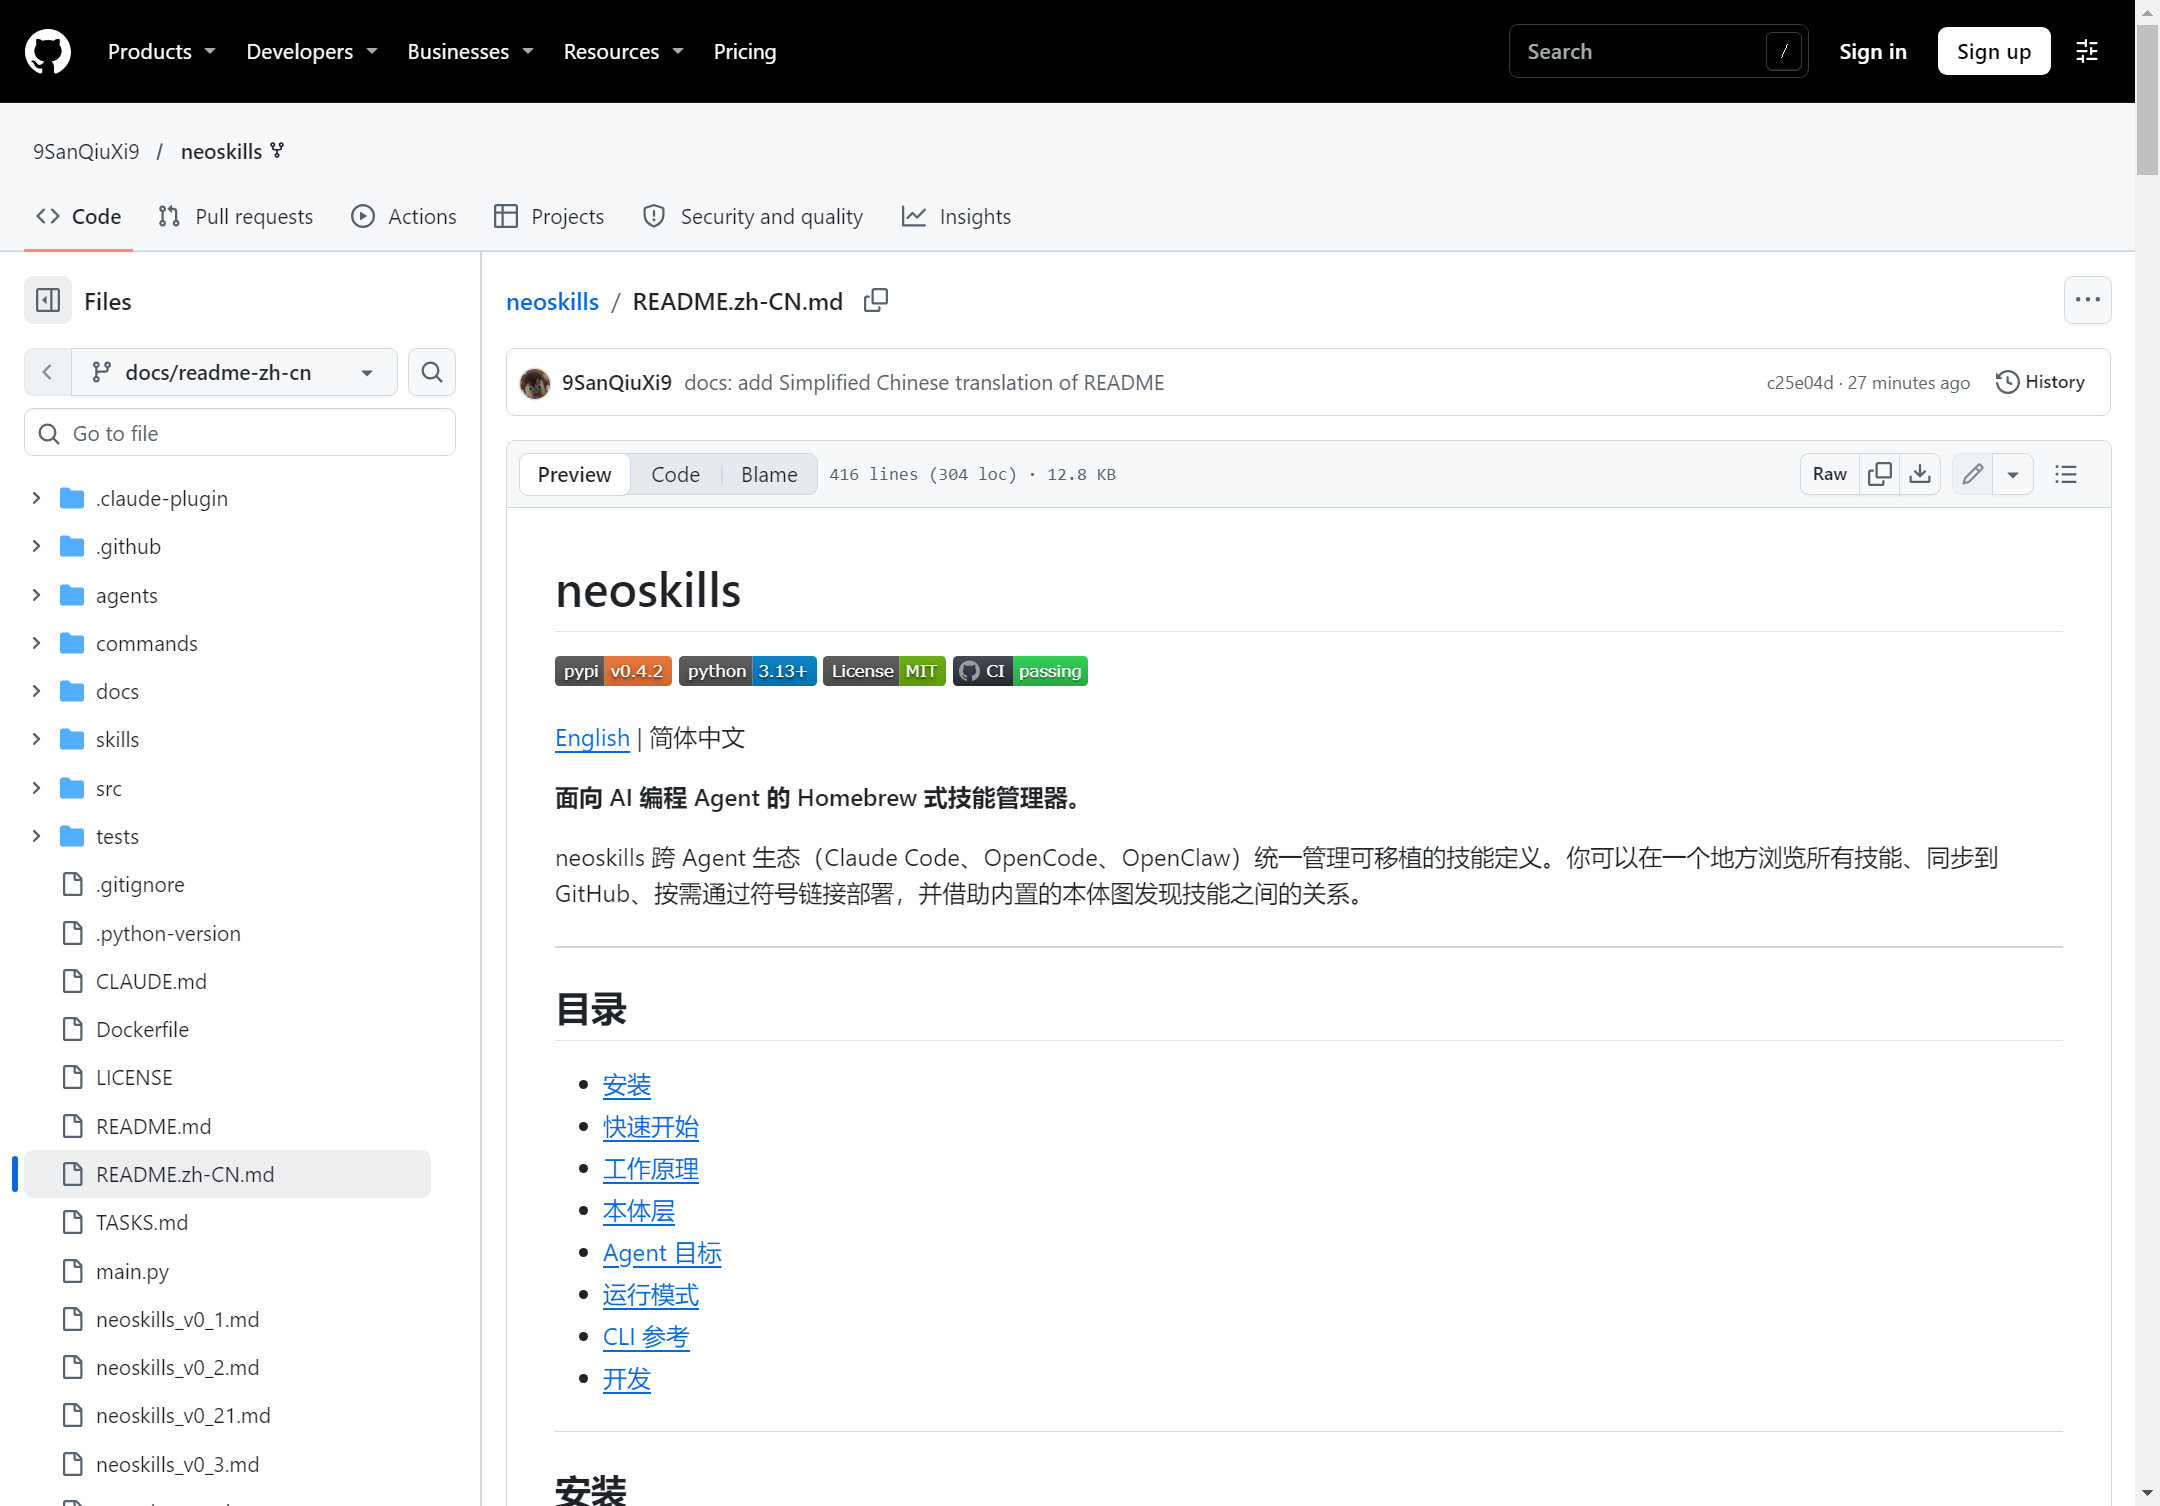 Products Developers Businesses Resources Pricing Search / Sign in Sign up
9SanQiuXi9 / neoskills
Code Pull requests Actions Projects Security and quality Insights
Files
docs/readme-zh-cn
Go to file
.claude-plugin
.github
agents
commands
docs
skills
src
tests
.gitignore
.python-version
CLAUDE.md
Dockerfile
LICENSE
README.md
README.zh-CN.md
TASKS.md
main.py
neoskills_v0_1.md
neoskills_v0_2.md
neoskills_v0_21.md
neoskills_v0_3.md
neoskills / README.zh-CN.md
9SanQiuXi9 docs: add Simplified Chinese translation of README c25e04d · 27 minutes ago History
Preview Code Blame 416 lines (304 loc) · 12.8 KB Raw
neoskills
pypi v0.4.2 python 3.13+ License MIT CI passing
English | 简体中文
面向 AI 编程 Agent 的 Homebrew 式技能管理器。
neoskills 跨 Agent 生态（Claude Code、OpenCode、OpenClaw）统一管理可移植的技能定义。你可以在一个地方浏览所有技能、同步到
GitHub、按需通过符号链接部署，并借助内置的本体图发现技能之间的关系。
目录
安装
快速开始
工作原理
本体层
Agent 目标
运行模式
CLI 参考
开发
安装